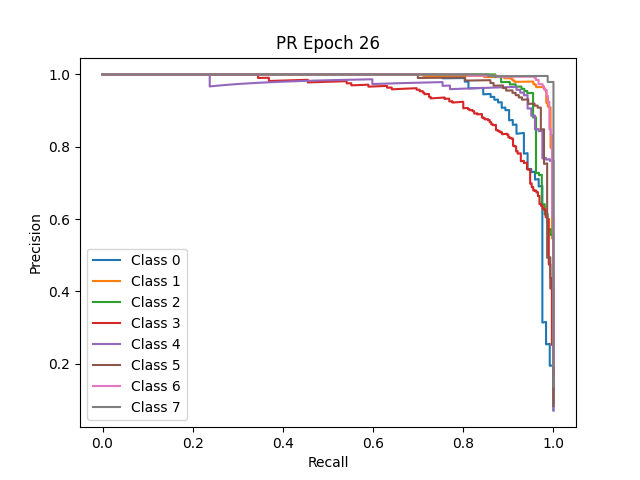 PR Epoch 26
1.0
0.8
0.6
0.4
0.2
Precision
Class 0
Class 1
Class 2
Class 3
Class 4
Class 5
Class 6
Class 7
0.0 0.2 0.4 0.6 0.8 1.0
Recall